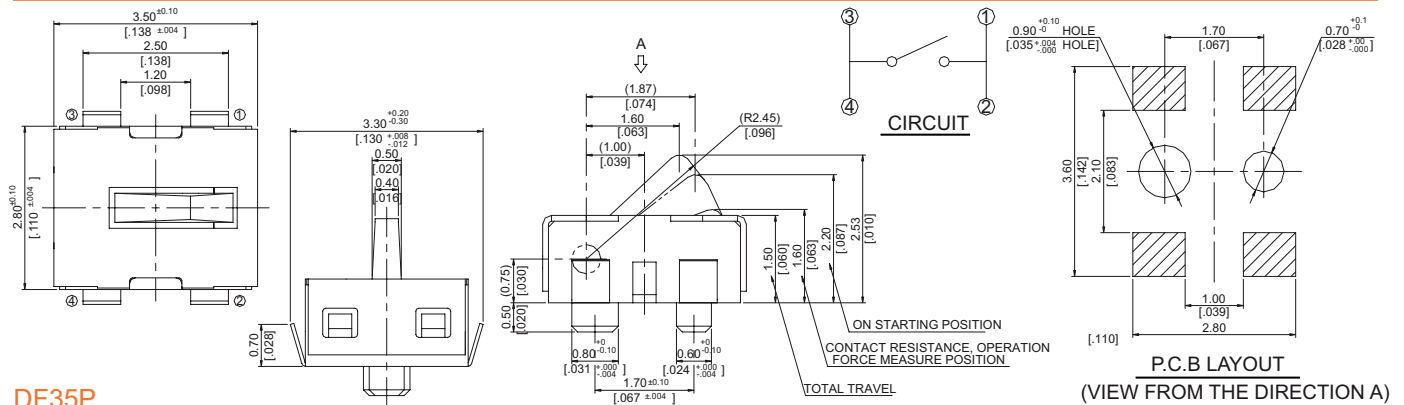 3.50 ±0.10
[.138 ±.004 ]
2.50
[.138]
1.20
[.098]
③ ①
2.80 ±0.10
[.110 ±.004 ]
④ ②
3.30 +0.20 -0.30
[.130 +.008 -.012 ]
0.50
[.020]
0.40
[.016]
0.70
[.028]
DF35P
A
(1.87)
[.074]
1.60
[.063]
(1.00)
[.039]
(R2.45)
[.096]
(0.75)
[.030]
0.50
[.020]
1.50
[.060]
1.60
[.063]
2.20
[.087]
2.53
[.010]
0.80 +0 -0.10
[.031 +.000 -.004 ]
0.60 +0 -0.10
[.024 +.000 -.004 ]
1.70 ±0.10
[.067 ±.004 ]
ON STARTING POSITION
CONTACT RESISTANCE, OPERATION
FORCE MEASURE POSITION
TOTAL TRAVEL
③ ①
④ ②
CIRCUIT
0.90 +0.10 -0 HOLE
[.035 +.004 -.000 HOLE]
1.70
[.067]
0.70 +0.1 -0
[.028 +.00 -.000 ]
3.60
[.142]
2.10
[.083]
1.00
[.039]
2.80
[.110]
P.C.B LAYOUT
(VIEW FROM THE DIRECTION A)